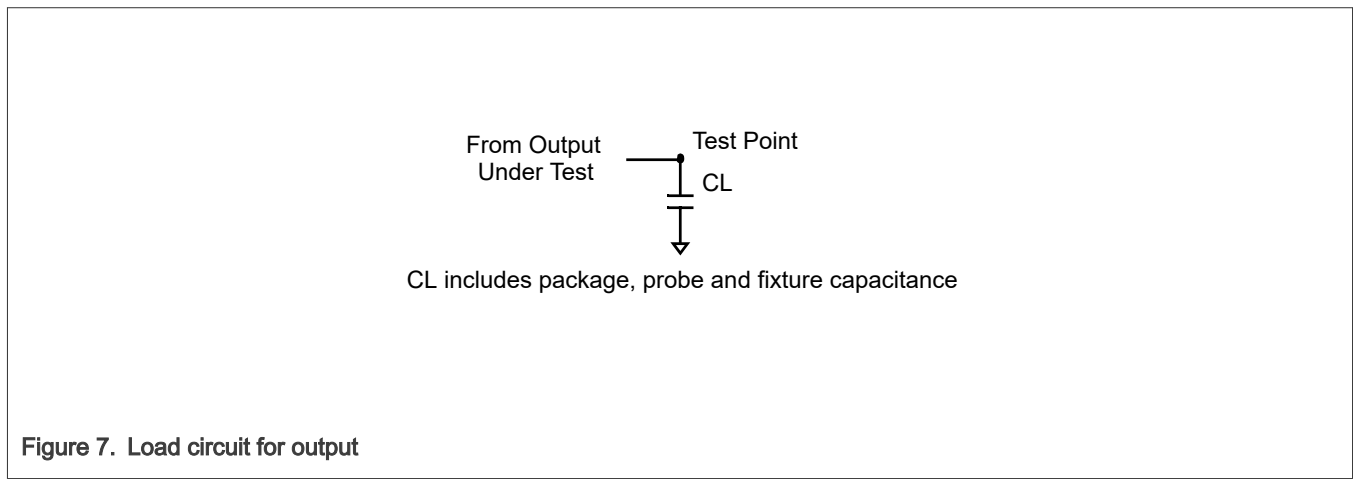 From Output
Under Test
Test Point
CL
CL includes package, probe and fixture capacitance
Figure 7. Load circuit for output